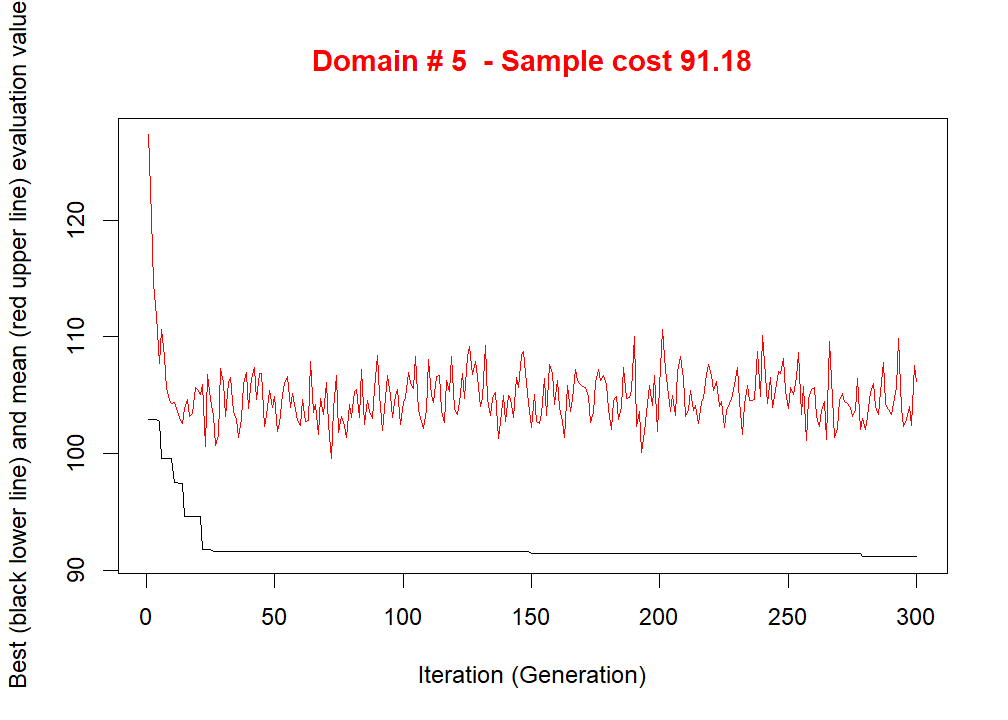 Domain # 5  - Sample cost 91.18
Best (black lower line) and mean (red upper line) evaluation value
120
110
100
90
0 50 100 150 200 250 300
Iteration (Generation)